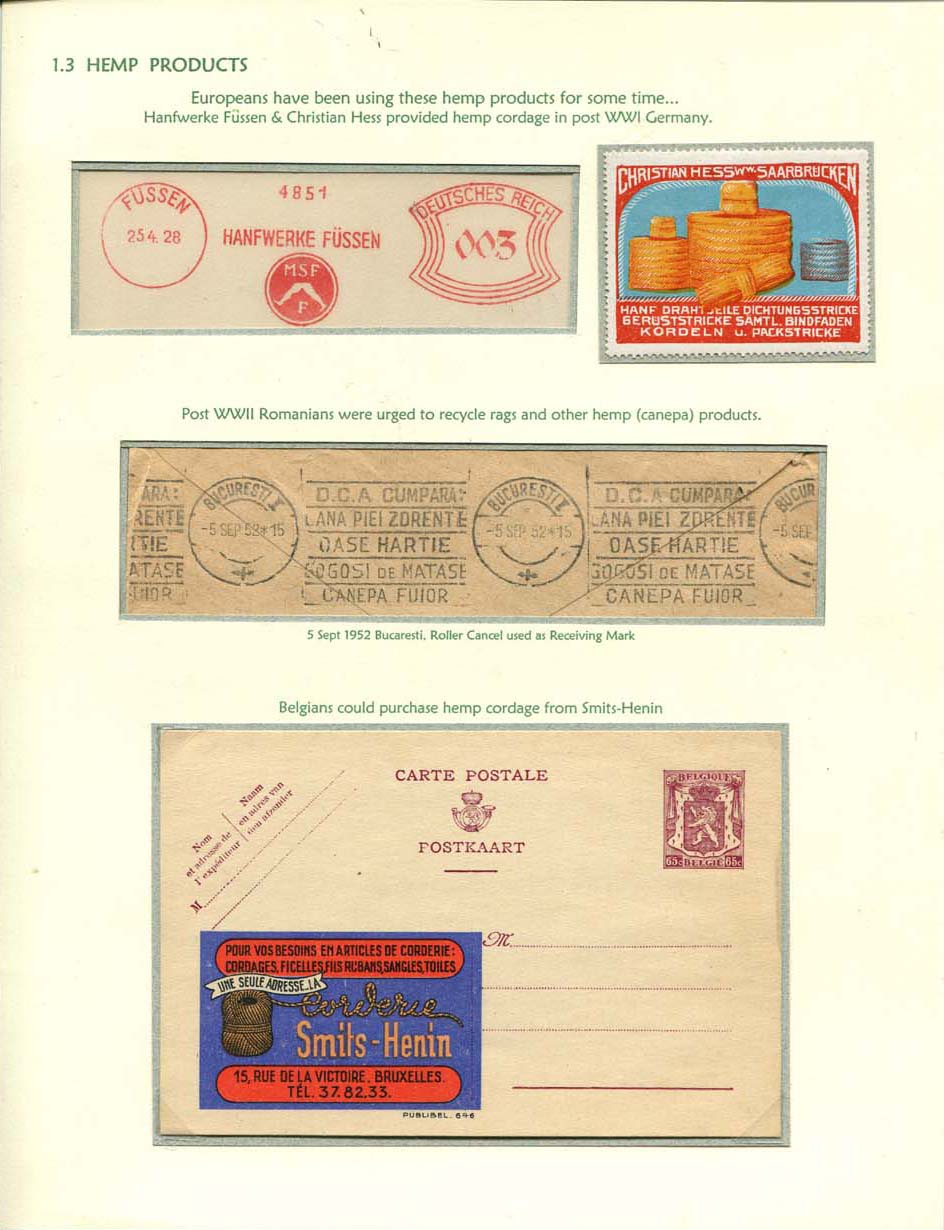 1.3 HEMP PRODUCTS
Europeans have been using these hemp products for some time...
Hanfwerke Füssen & Christian Hess provided hemp cordage in post WWI Germany.
FÜSSEN
25 4. 28
4851
HANFWERKE FÜSSEN
MSF
F
DEUTSCHES REICH
003
CHRISTIAN HESS WW. SAARBRÜCKEN
HANF DRAHTSEILE DICHTUNGSSTRICKE
GERÜSTSTRICKE SÄMTL. BINDFADEN
KORDELN U. PACKSTRICKE
Post WWII Romanians were urged to recycle rags and other hemp (canepa) products.
ARA:
RENTE
TIE
ATASE
UIOR
BUCURESTI I
-5 SEP 52 * 15
D.C.A CUMPARA:
LANA PIEI ZDRENTE
OASE HARTIE
GOGOSI DE MATASE
CANEPA FUIOR
BUCURESTI I
-5 SEP 52 * 15
D.C.A CUMPARA:
LANA PIEI ZDRENTE
OASE HARTIE
GOGOSI DE MATASE
CANEPA FUIOR
BUCUR
-5 SEP
5 Sept 1952 Bucaresti. Roller Cancel used as Receiving Mark
Belgians could purchase hemp cordage from Smits-Henin
CARTE POSTALE
POSTKAART
BELGIQUE
65c BELGIE 65c
Nom
et adresse de
l'expéditeur
Naam
en adres van
den afzender
M
M
POUR VOS BESOINS EN ARTICLES DE CORDERIE:
CORDAGES, FICELLES, FILS RUBANS, SANGLES, TOILES
UNE SEULE ADRESSE.. LA
corderie
Smits-Henin
15, RUE DE LA VICTOIRE. BRUXELLES.
TÉL. 37.82.33.
PUBLIBEL. 646